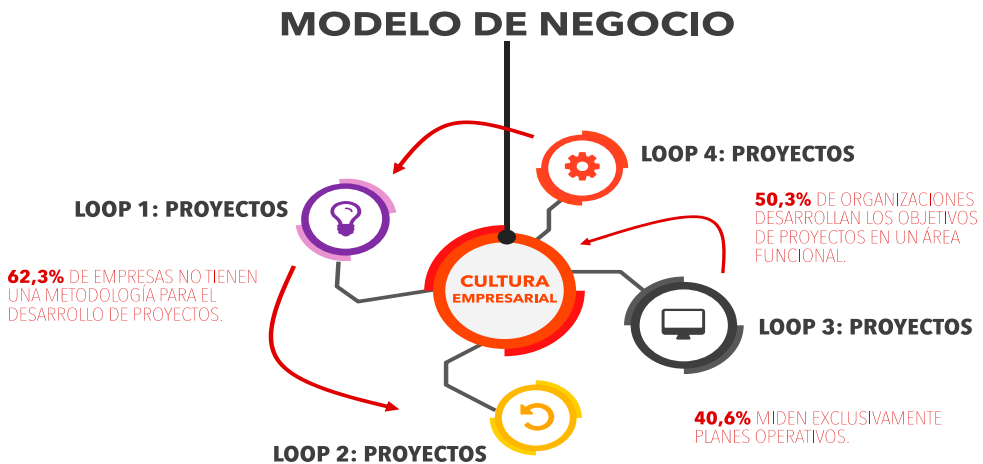 MODELO DE NEGOCIO
LOOP 4: PROYECTOS
LOOP 1: PROYECTOS
50,3% DE ORGANIZACIONES
DESARROLLAN LOS OBJETIVOS
DE PROYECTOS EN UN ÁREA
FUNCIONAL.
62,3% DE EMPRESAS NO TIENEN
UNA METODOLOGÍA PARA EL
DESARROLLO DE PROYECTOS.
CULTURA
EMPRESARIAL
LOOP 3: PROYECTOS
40,6% MIDEN EXCLUSIVAMENTE
PLANES OPERATIVOS.
LOOP 2: PROYECTOS